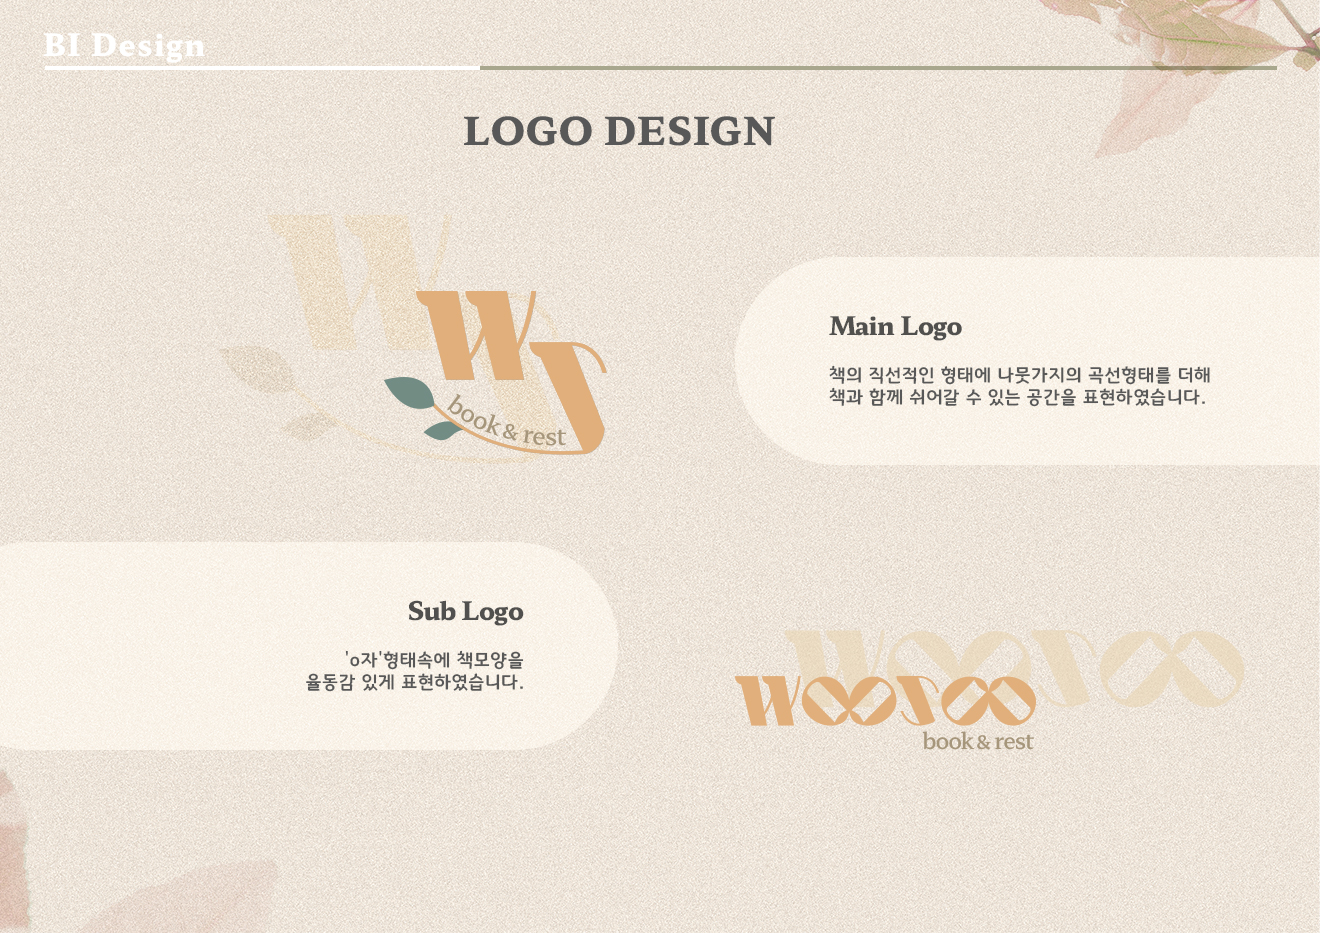 BI Design
LOGO DESIGN
WS
book & rest
Main Logo
책의 직선적인 형태에 나뭇가지의 곡선형태를 더해
책과 함께 쉬어갈 수 있는 공간을 표현하였습니다.
Sub Logo
'o자'형태속에 책모양을
율동감 있게 표현하였습니다.
WOOSOO
book & rest